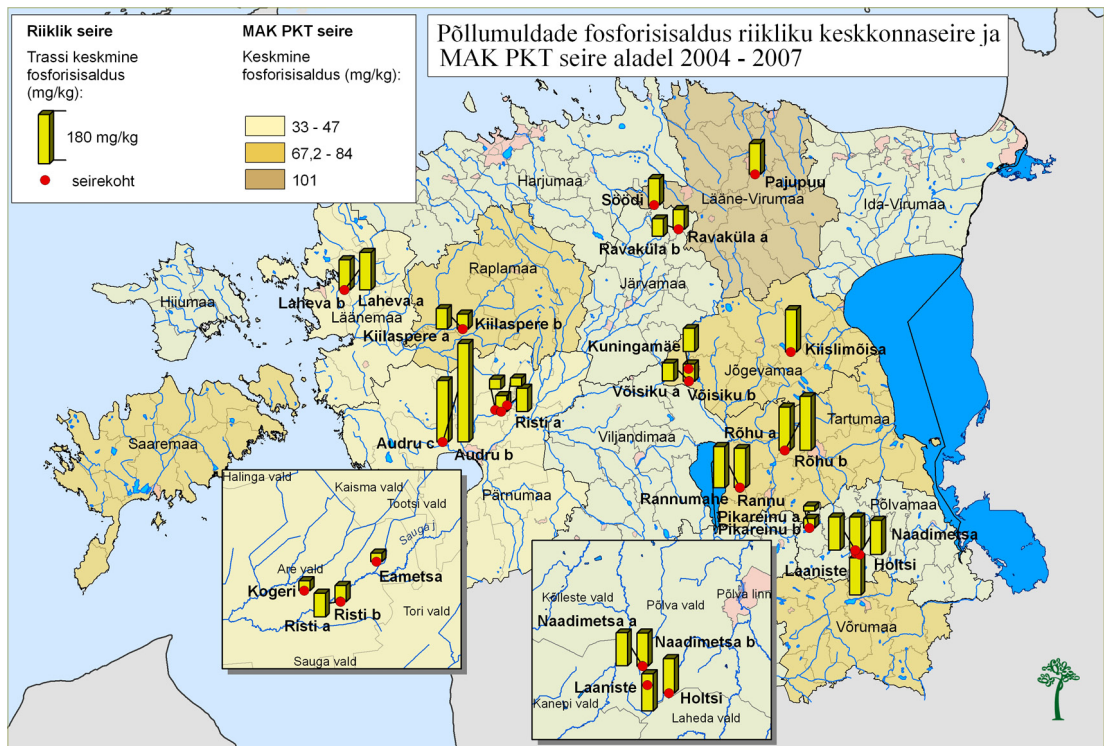 Riiklik seire
Trassi keskmine
fosforisisaldus
(mg/kg):
180 mg/kg
seirekoht
MAK PKT seire
Keskmine
fosforisisaldus (mg/kg):
33 - 47
67,2 - 84
101
Põllumuldade fosforisisaldus riikliku keskkonnaseire ja
MAK PKT seire aladel 2004 - 2007
Harjumaa
Söödi
Pajupuu
Lääne-Virumaa
Ida-Virumaa
Ravaküla a
Ravaküla b
Raplamaa
Järvamaa
Hiiumaa
Laheva b
Laheva a
Läänemaa
Kiilaspere a
Kiilaspere b
Kuningamäe
Kiislimõisa
Jõgevamaa
Võisiku a
Võisiku b
Tartumaa
Saaremaa
Audru c
Audru b
Risti a
Viljandimaa
Rõhu a
Rõhu b
Pärnumaa
Rannumahe
Rannu
Põlvamaa
Pikareinu a
Pikareinu b
Naadimetsa
Holtsi
Laaniste
Võrumaa
Halinga vald
Kaisma vald
Tootsi vald
Sauga j
Are vald
Eametsa
Kogeri
Risti b
Risti a
Tori vald
Sauga vald
Kõlleste vald
Põlva vald
Põlva linn
Naadimetsa a
Naadimetsa b
Laaniste
Holtsi
Kanepi vald
Laheda vald